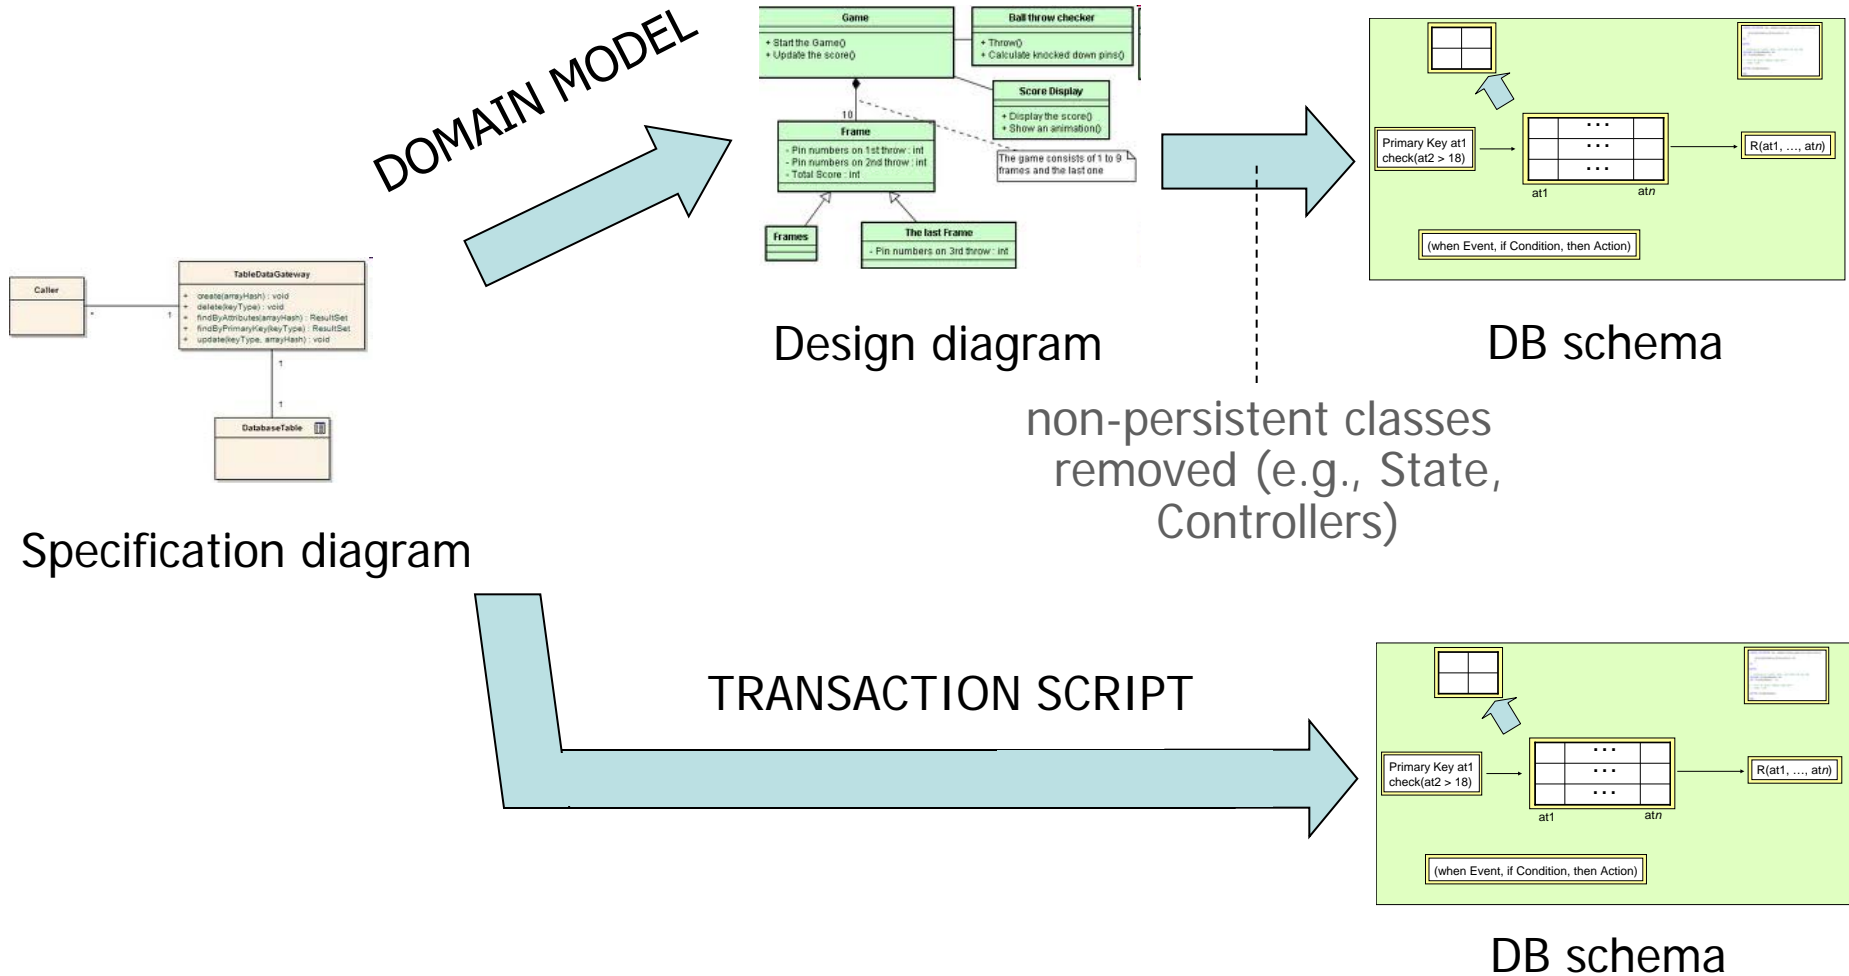 DOMAIN MODEL
Game
+ Start the Game()
+ Update the score()
Ball throw checker
+ Throw()
+ Calculate knocked down pins()
Score Display
+ Display the score()
+ Show an animation()
10
Frame
- Pin numbers on 1st throw : int
- Pin numbers on 2nd throw : int
- Total Score : int
The game consists of 1 to 9
frames and the last one
Frames
The last Frame
- Pin numbers on 3rd throw : int
Design diagram
Primary Key at1
check(at2 > 18)
...
...
...
at1
atn
R(at1, …, atn)
(when Event, if Condition, then Action)
DB schema
Caller
*
1
TableDataGateway
+ create(arrayHash) : void
+ delete(keyType) : void
+ findByAttributes(arrayHash) : ResultSet
+ findByPrimaryKey(keyType) : ResultSet
+ update(keyType, arrayHash) : void
1
1
DatabaseTable
Specification diagram
non-persistent classes
removed (e.g., State,
Controllers)
TRANSACTION SCRIPT
Primary Key at1
check(at2 > 18)
...
...
...
at1
atn
R(at1, …, atn)
(when Event, if Condition, then Action)
DB schema